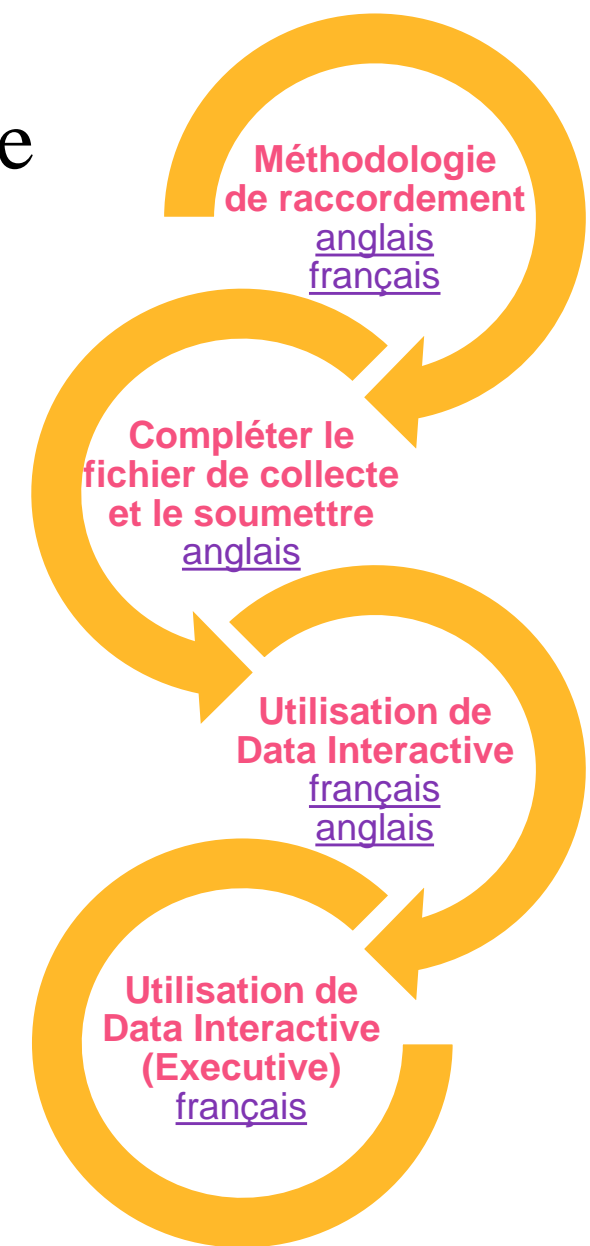 e
Méthodologie
de raccordement
anglais
français
Compléter le
fichier de collecte
et le soumettre
anglais
Utilisation de
Data Interactive
français
anglais
Utilisation de
Data Interactive
(Executive)
français